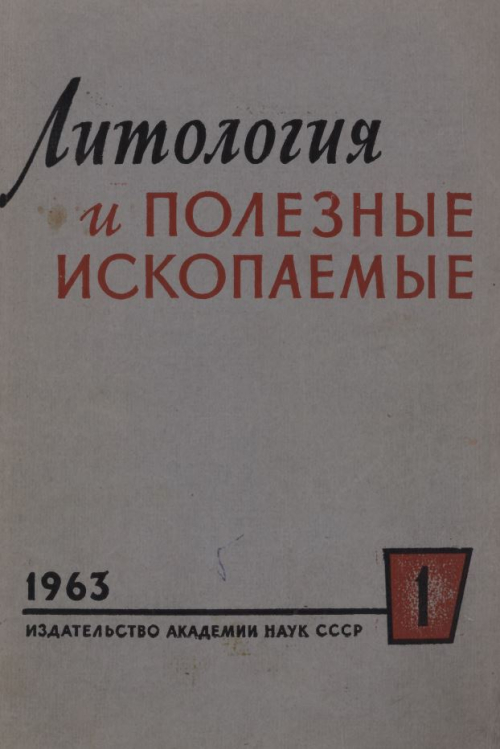 Литология
и ПОЛЕЗНЫЕ
ИСКОПАЕМЫЕ
1963
1
ИЗДАТЕЛЬСТВО АКАДЕМИИ НАУК СССР